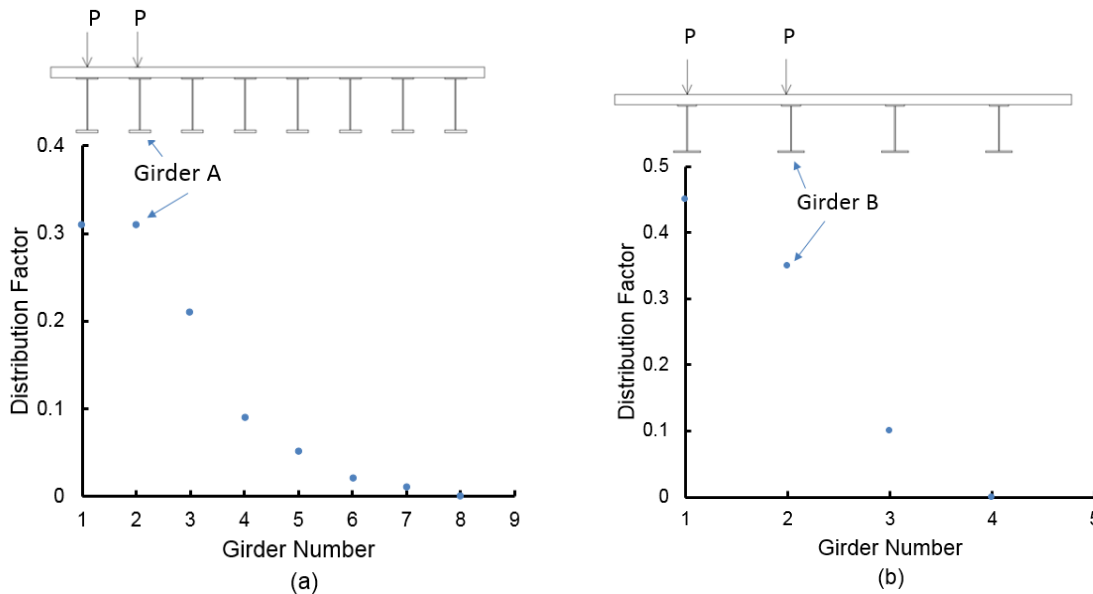 P P
Girder A
0.4
0.3
0.2
0.1
0
Distribution Factor
1 2 3 4 5 6 7 8 9
Girder Number
(a)
P P
Girder B
0.5
0.4
0.3
0.2
0.1
0
Distribution Factor
1 2 3 4 5
Girder Number
(b)